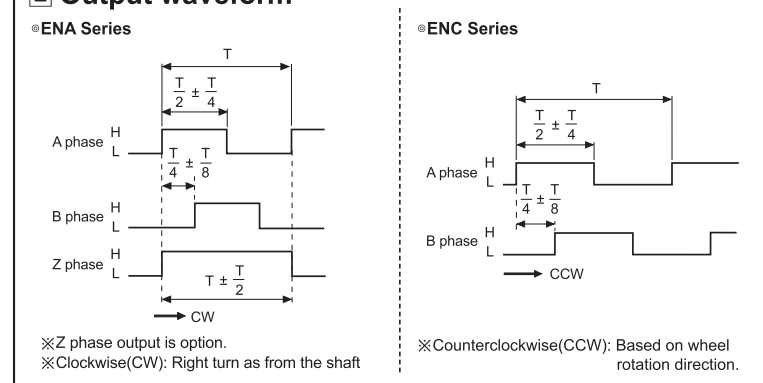 Output waveform
◎ENA Series
T
T/2 ± T/4
A phase H
L
T/4 ± T/8
B phase H
L
Z phase H
L
T ± T/2
CW
※Z phase output is option.
※Clockwise(CW): Right turn as from the shaft
◎ENC Series
T
T/2 ± T/4
A phase H
L
T/4 ± T/8
B phase H
L
CCW
※Counterclockwise(CCW): Based on wheel
rotation direction.